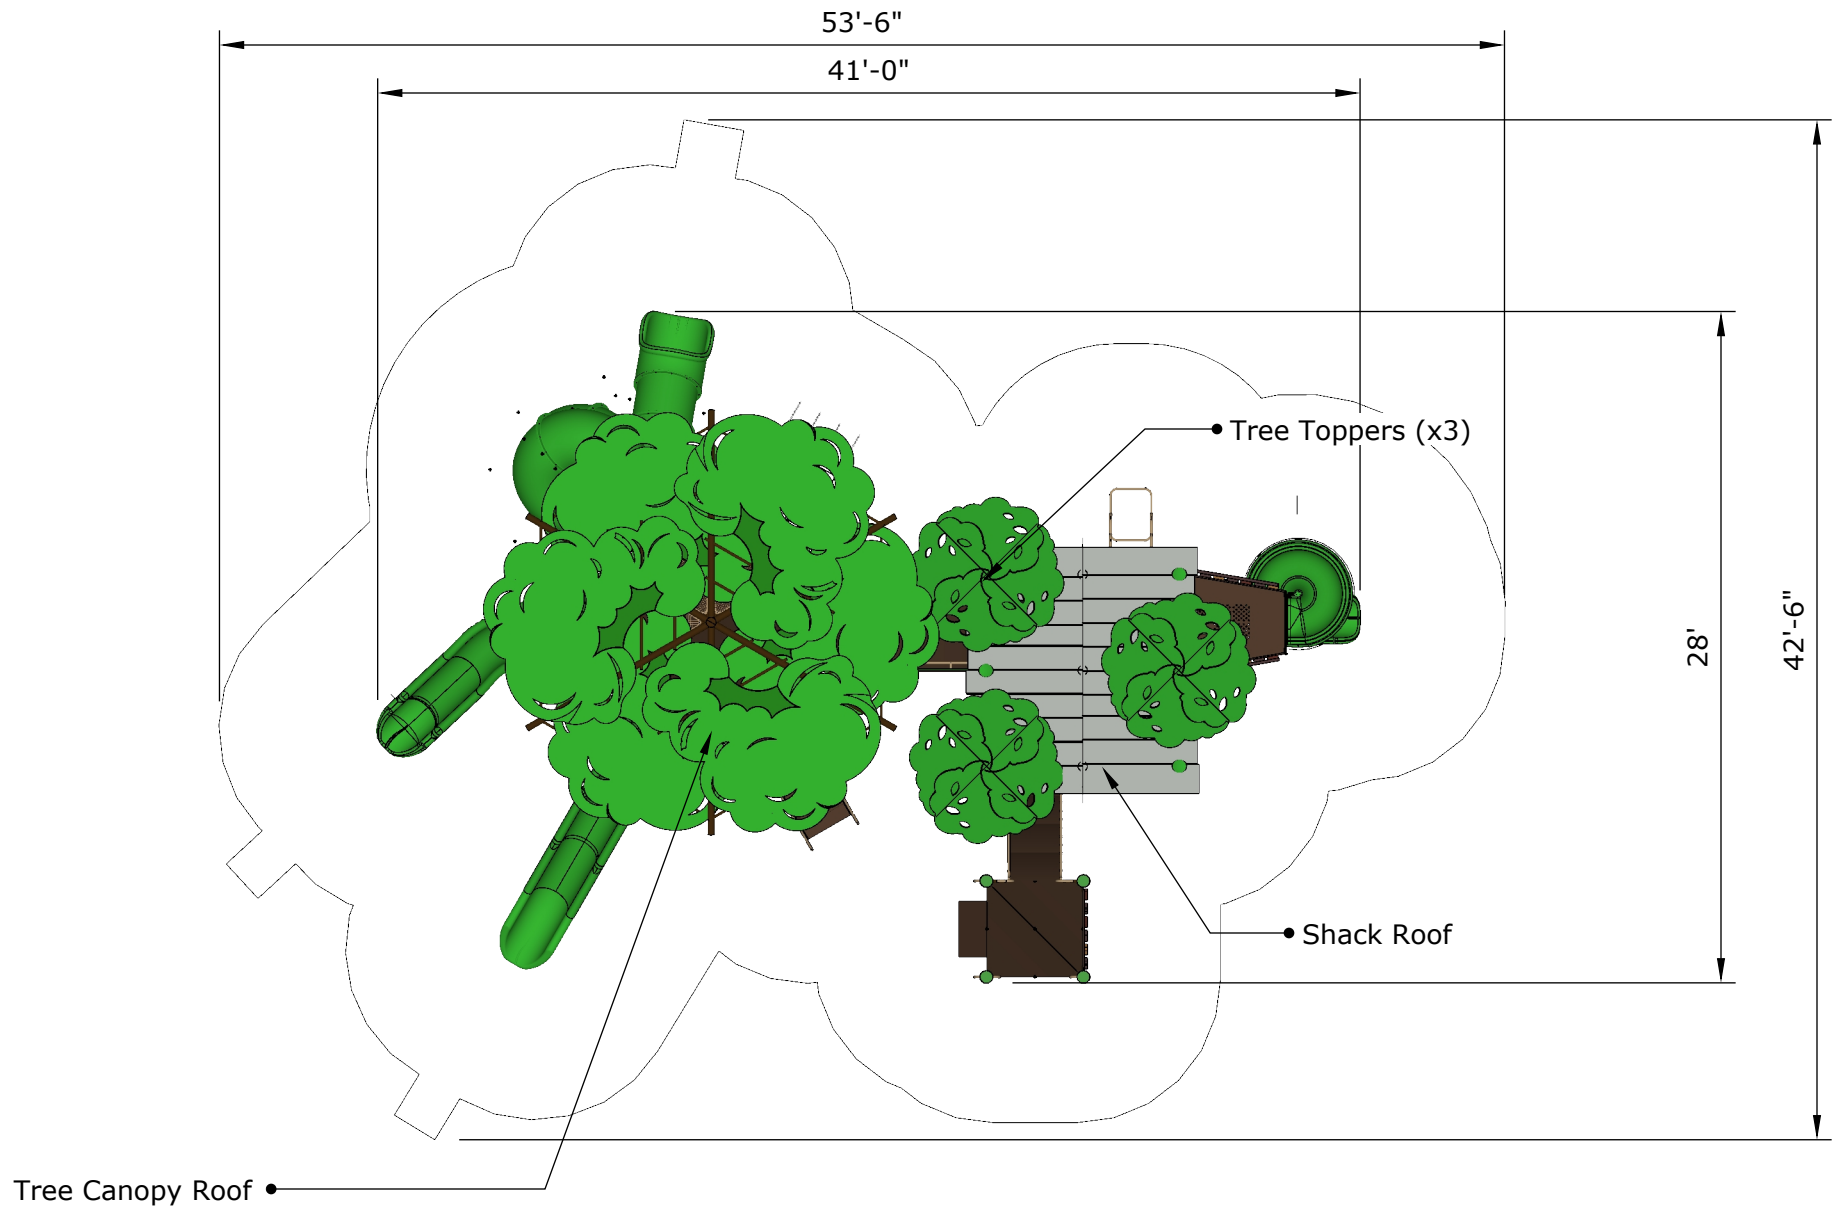 53'-6"
41'-0"
Tree Toppers (x3)
28'
42'-6"
Shack Roof
Tree Canopy Roof